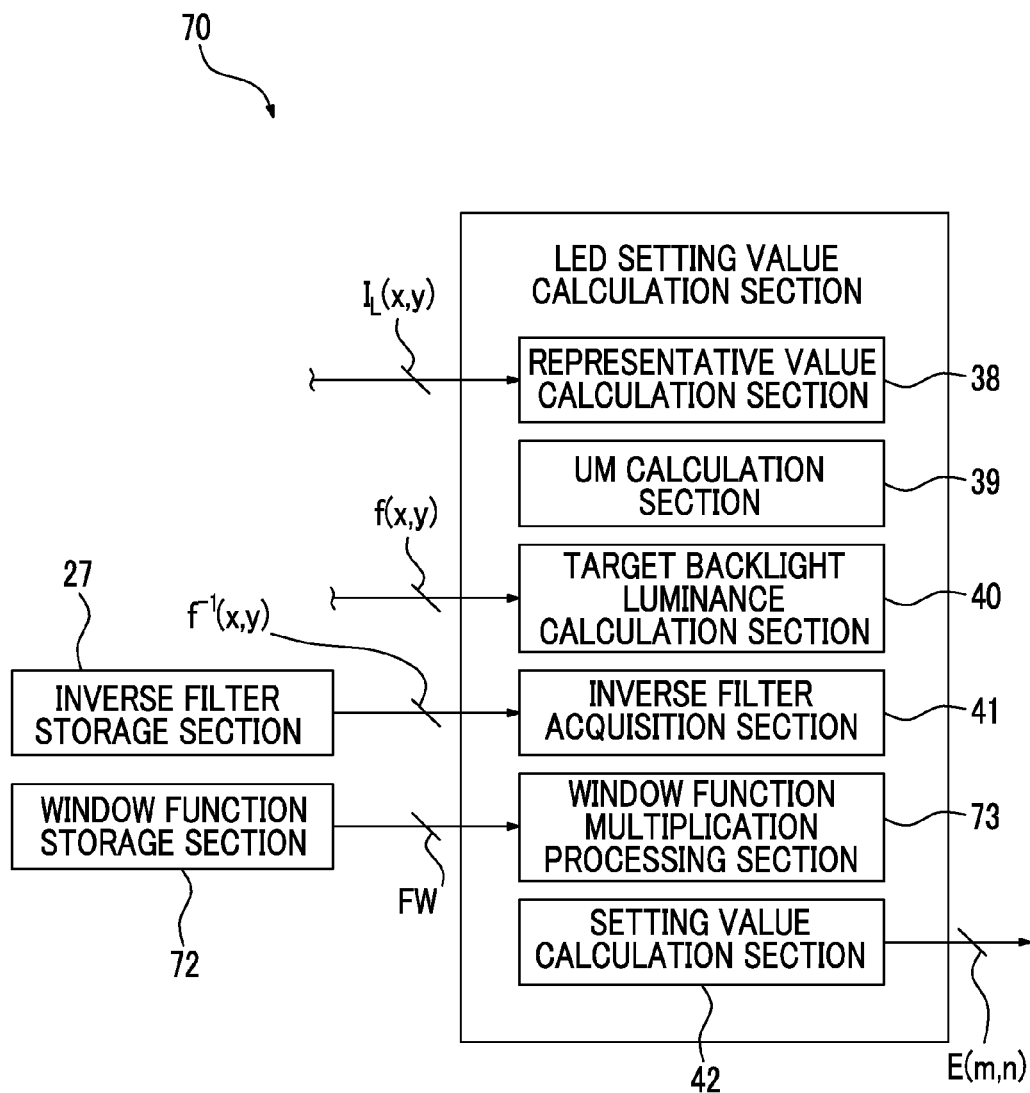 70
LED SETTING VALUE
CALCULATION SECTION
I_L(x,y)
REPRESENTATIVE VALUE
CALCULATION SECTION
38
UM CALCULATION
SECTION
39
f(x,y)
TARGET BACKLIGHT
LUMINANCE
CALCULATION SECTION
40
27
f⁻¹(x,y)
INVERSE FILTER
STORAGE SECTION
INVERSE FILTER
ACQUISITION SECTION
41
WINDOW FUNCTION
STORAGE SECTION
72
FW
WINDOW FUNCTION
MULTIPLICATION
PROCESSING SECTION
73
SETTING VALUE
CALCULATION SECTION
42
E(m,n)